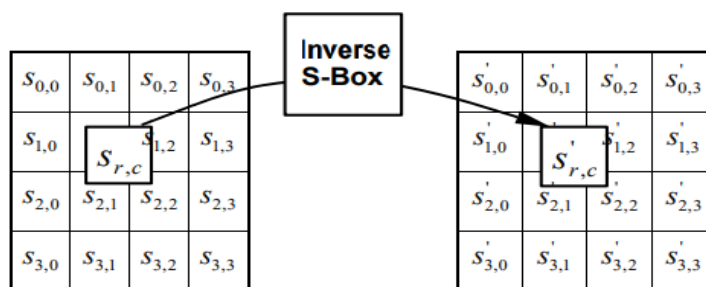 Inverse
S-Box
s0,0 s0,1 s0,2 s0,3
s1,0 s1,2 s1,3
sr,c
s2,0 s2,1 s2,2 s2,3
s3,0 s3,1 s3,2 s3,3
s'0,0 s'0,1 s'0,2 s'0,3
s'1,0 s'1,2 s'1,3
s'r,c
s'2,0 s'2,1 s'2,2 s'2,3
s'3,0 s'3,1 s'3,2 s'3,3